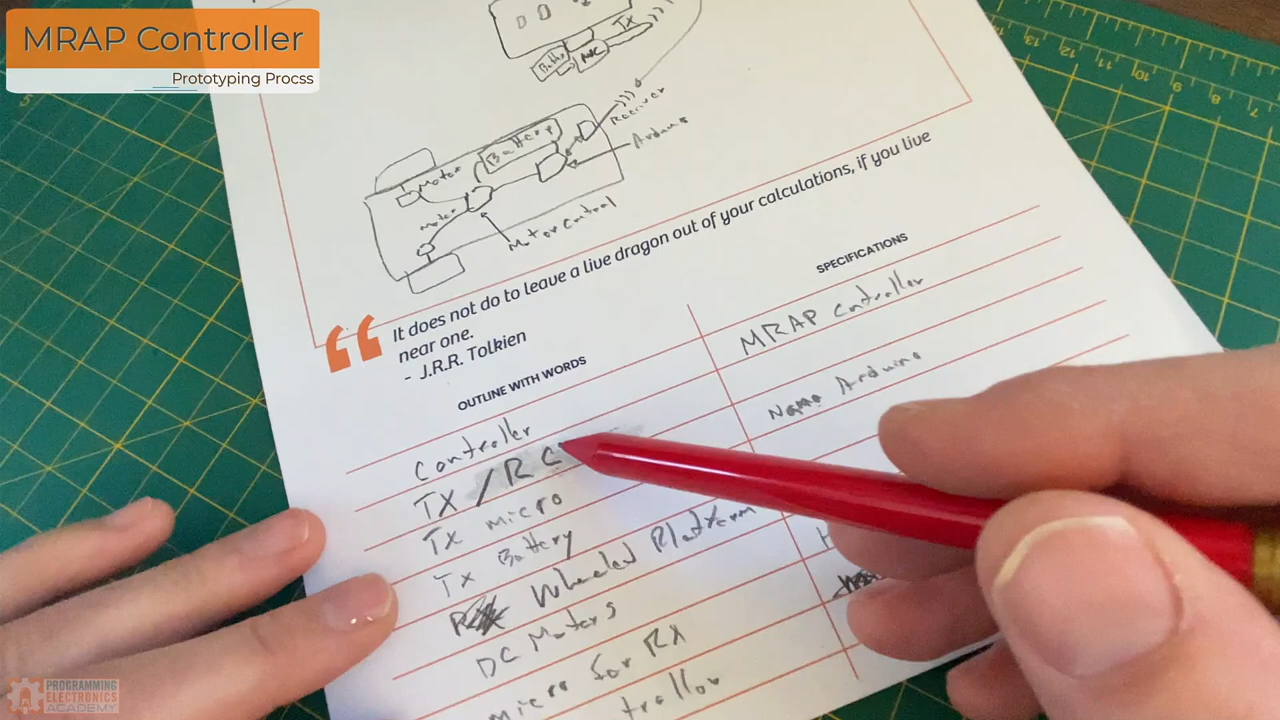 MRAP Controller
Prototyping Procss
TX
Battery
Receiver
Arduino
Battery
Motor
Motor
Motor control
It does not do to leave a live dragon out of your calculations, if you live
near one.
- J.R.R. Tolkien
SPECIFICATIONS
OUTLINE WITH WORDS
MRAP Controller
Controller
Nano Arduino
TX / RC
TX micro
TX Battery
Wheeled Platform
DC Motors
micro for RX
trollor
PROGRAMMING
ELECTRONICS
ACADEMY